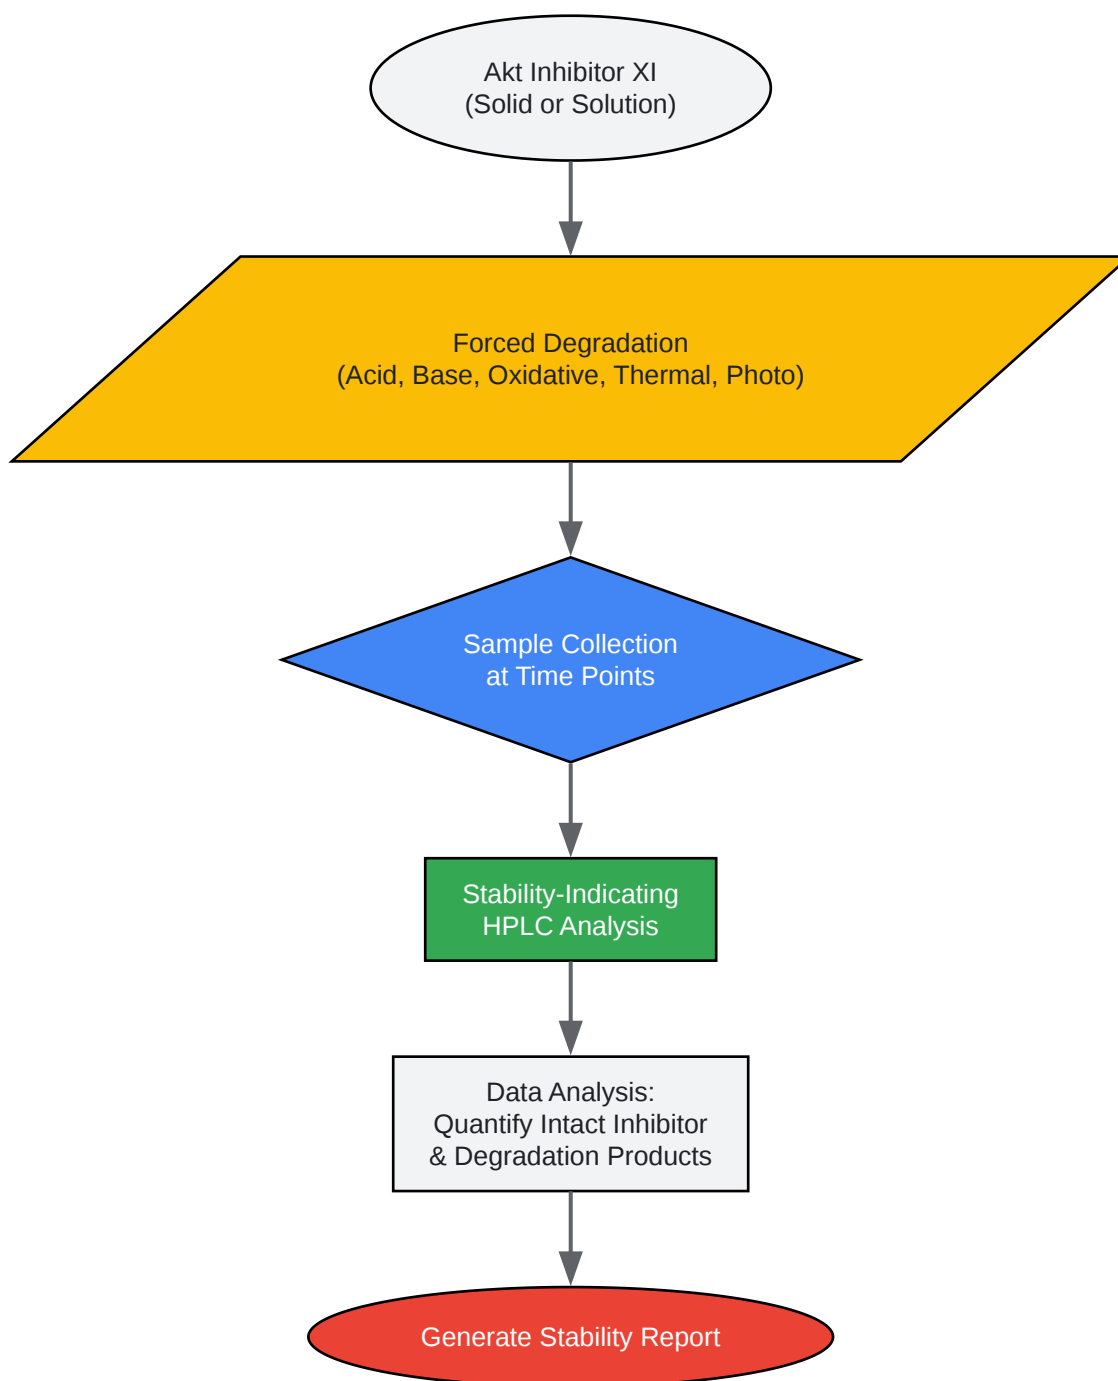 Akt Inhibitor XI
(Solid or Solution)
Forced Degradation
(Acid, Base, Oxidative, Thermal, Photo)
Sample Collection
at Time Points
Stability-Indicating
HPLC Analysis
Data Analysis:
Quantify Intact Inhibitor
& Degradation Products
Generate Stability Report